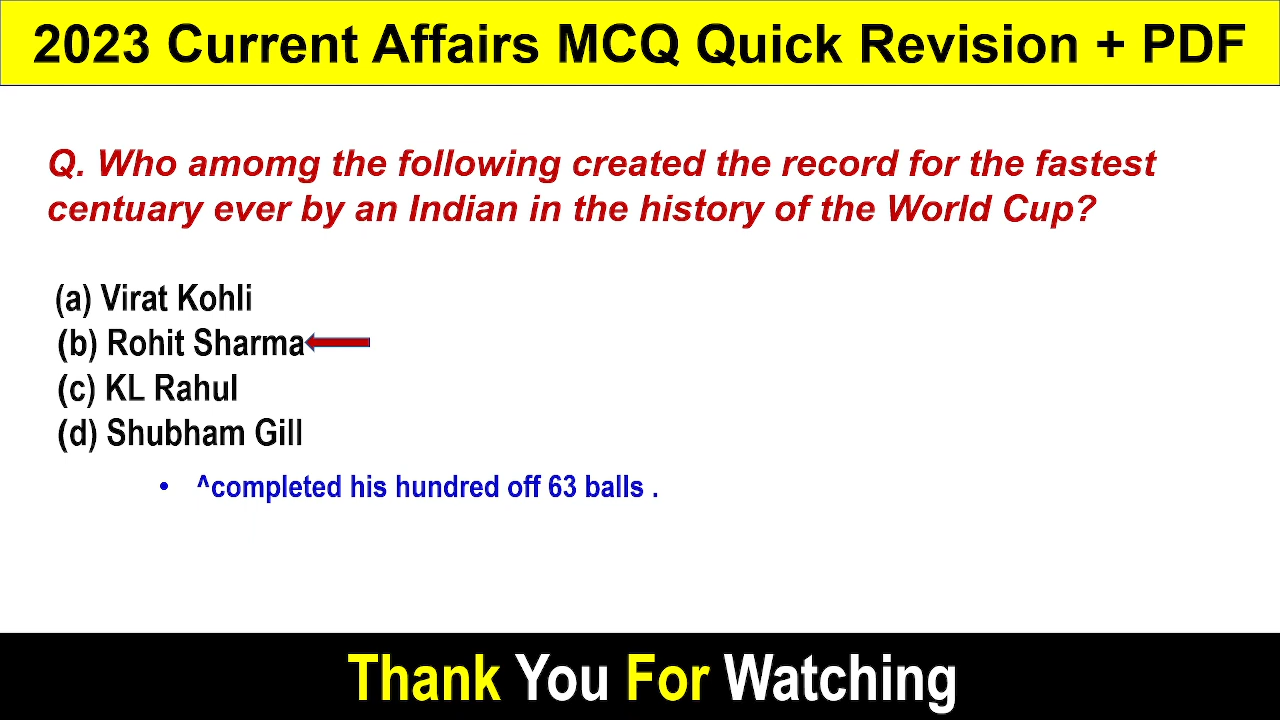 2023 Current Affairs MCQ Quick Revision + PDF
Q. Who amomg the following created the record for the fastest
centuary ever by an Indian in the history of the World Cup?
(a) Virat Kohli
(b) Rohit Sharma
(c) KL Rahul
(d) Shubham Gill
• ^completed his hundred off 63 balls .
Thank You For Watching